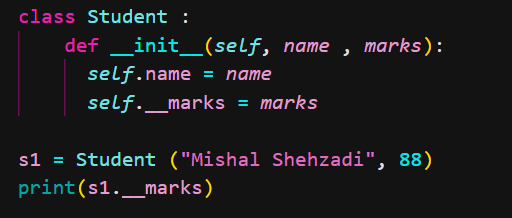 class Student :
    def __init__(self, name , marks):
      self.name = name
      self.__marks = marks

s1 = Student ("Mishal Shehzadi", 88)
print(s1.__marks)